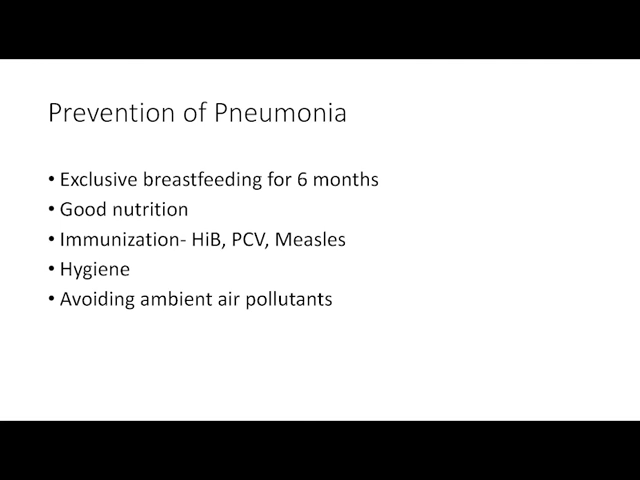 Prevention of Pneumonia
• Exclusive breastfeeding for 6 months
• Good nutrition
• Immunization- HiB, PCV, Measles
• Hygiene
• Avoiding ambient air pollutants